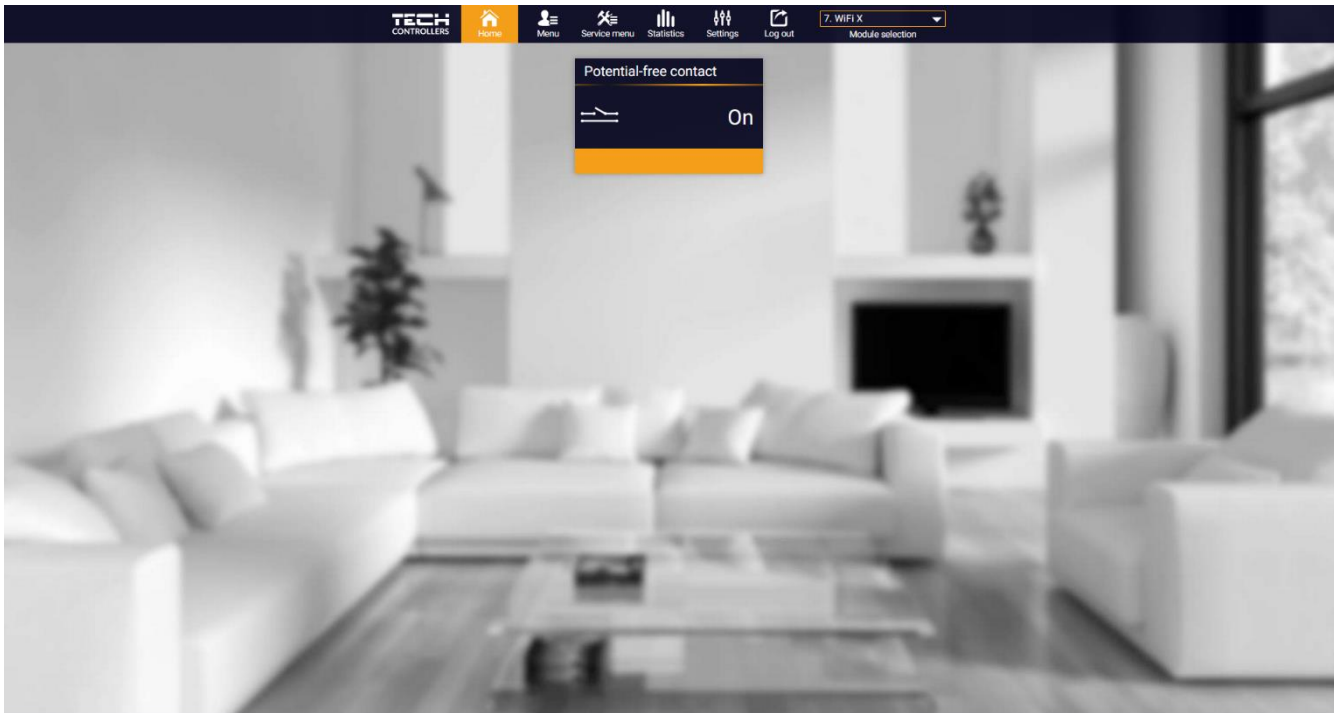 TECH
CONTROLLERS
Home
Menu
Service menu
Statistics
Settings
Log out
7. WiFi X
Module selection
Potential-free contact
On